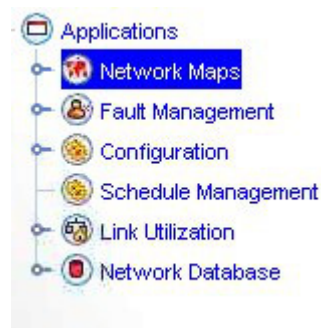 Applications
Network Maps
Fault Management
Configuration
Schedule Management
Link Utilization
Network Database